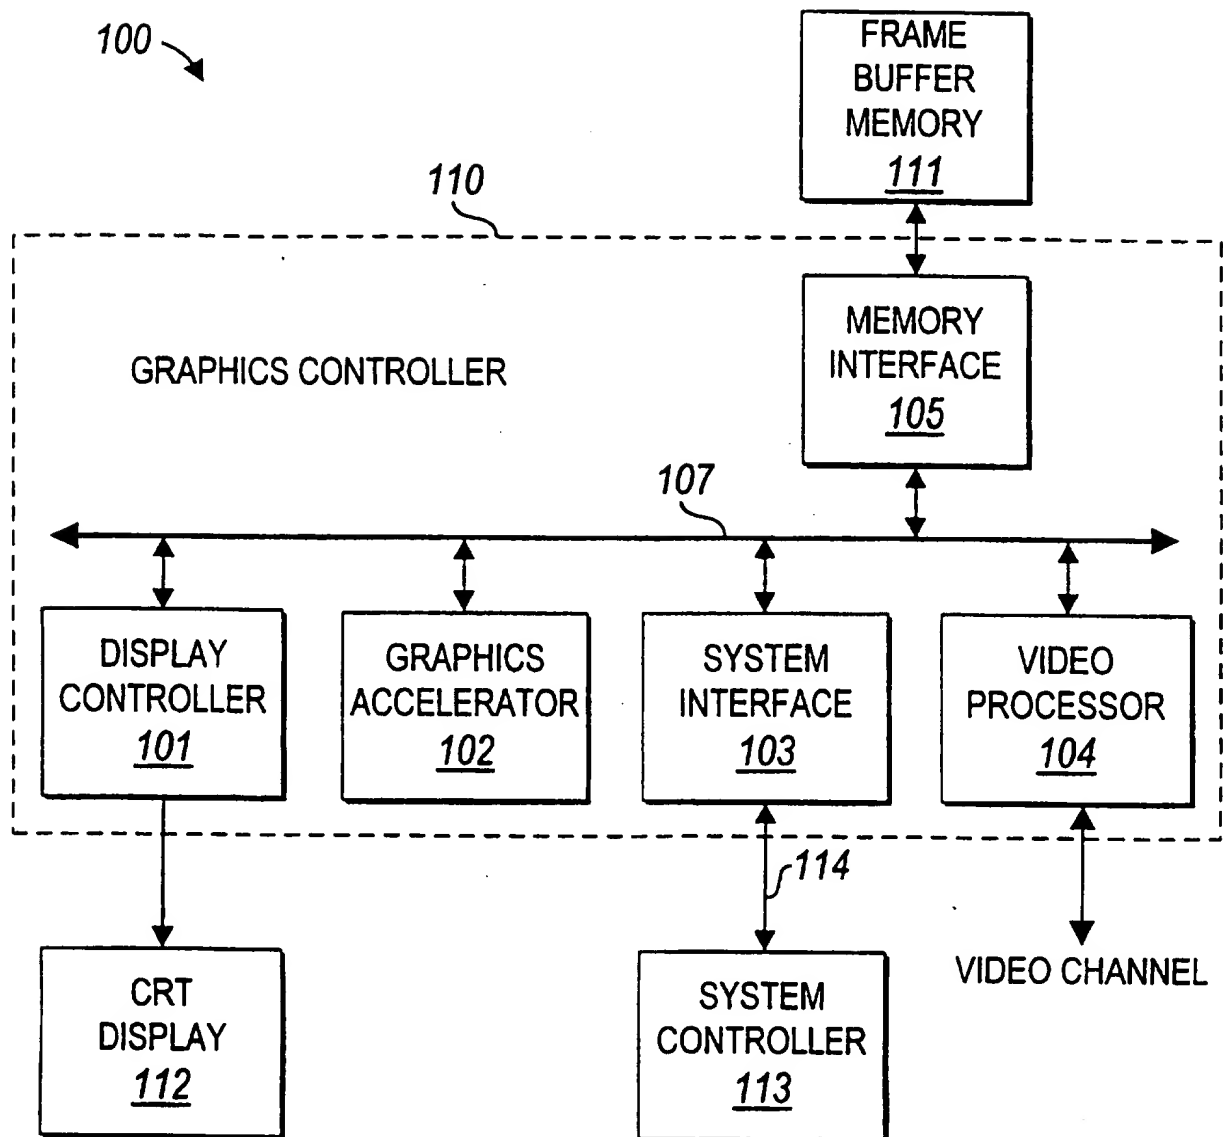 100
FRAME
BUFFER
MEMORY
111
110
GRAPHICS CONTROLLER
MEMORY
INTERFACE
105
107
DISPLAY
CONTROLLER
101
GRAPHICS
ACCELERATOR
102
SYSTEM
INTERFACE
103
VIDEO
PROCESSOR
104
114
CRT
DISPLAY
112
SYSTEM
CONTROLLER
113
VIDEO CHANNEL